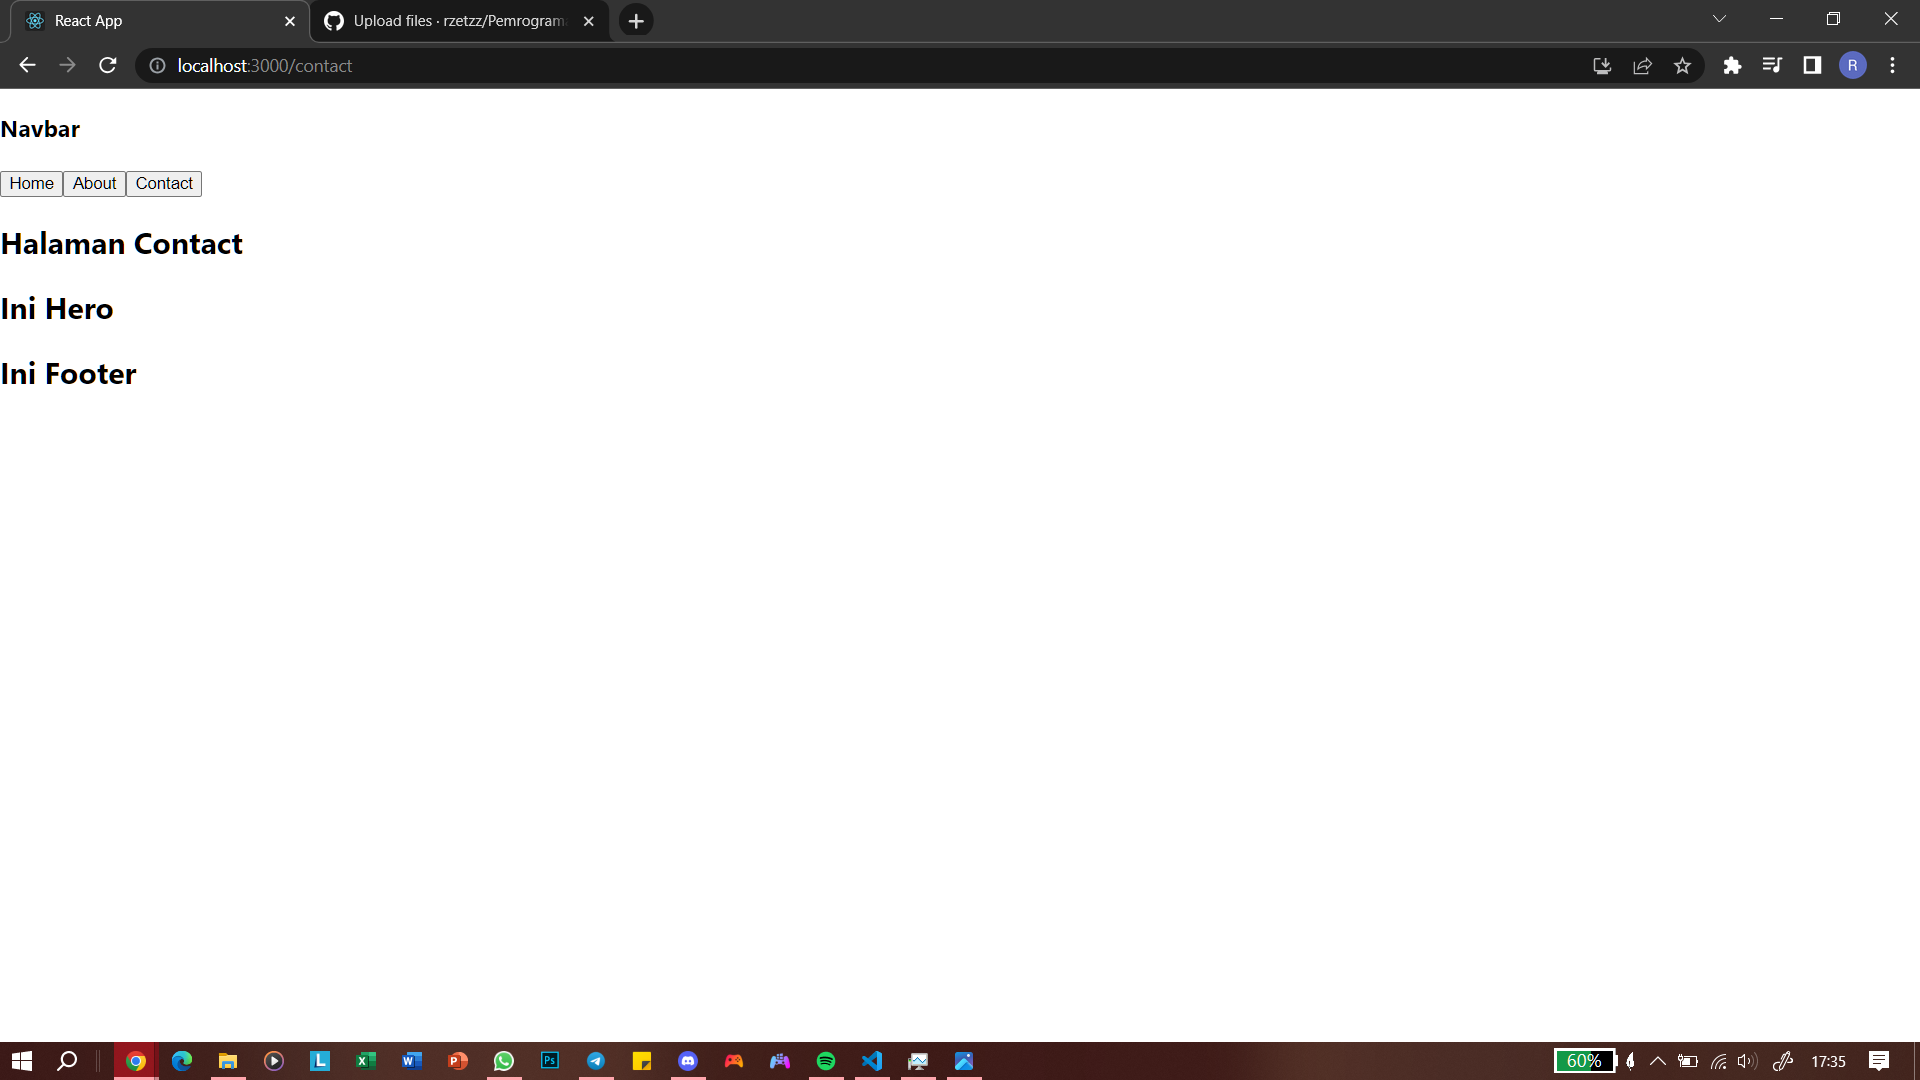 React App
Upload files · rzetzz/Pemrogram
localhost:3000/contact
R
Navbar
Home About Contact
Halaman Contact
Ini Hero
Ini Footer
L
X
W
P
Ps
60%
17:35